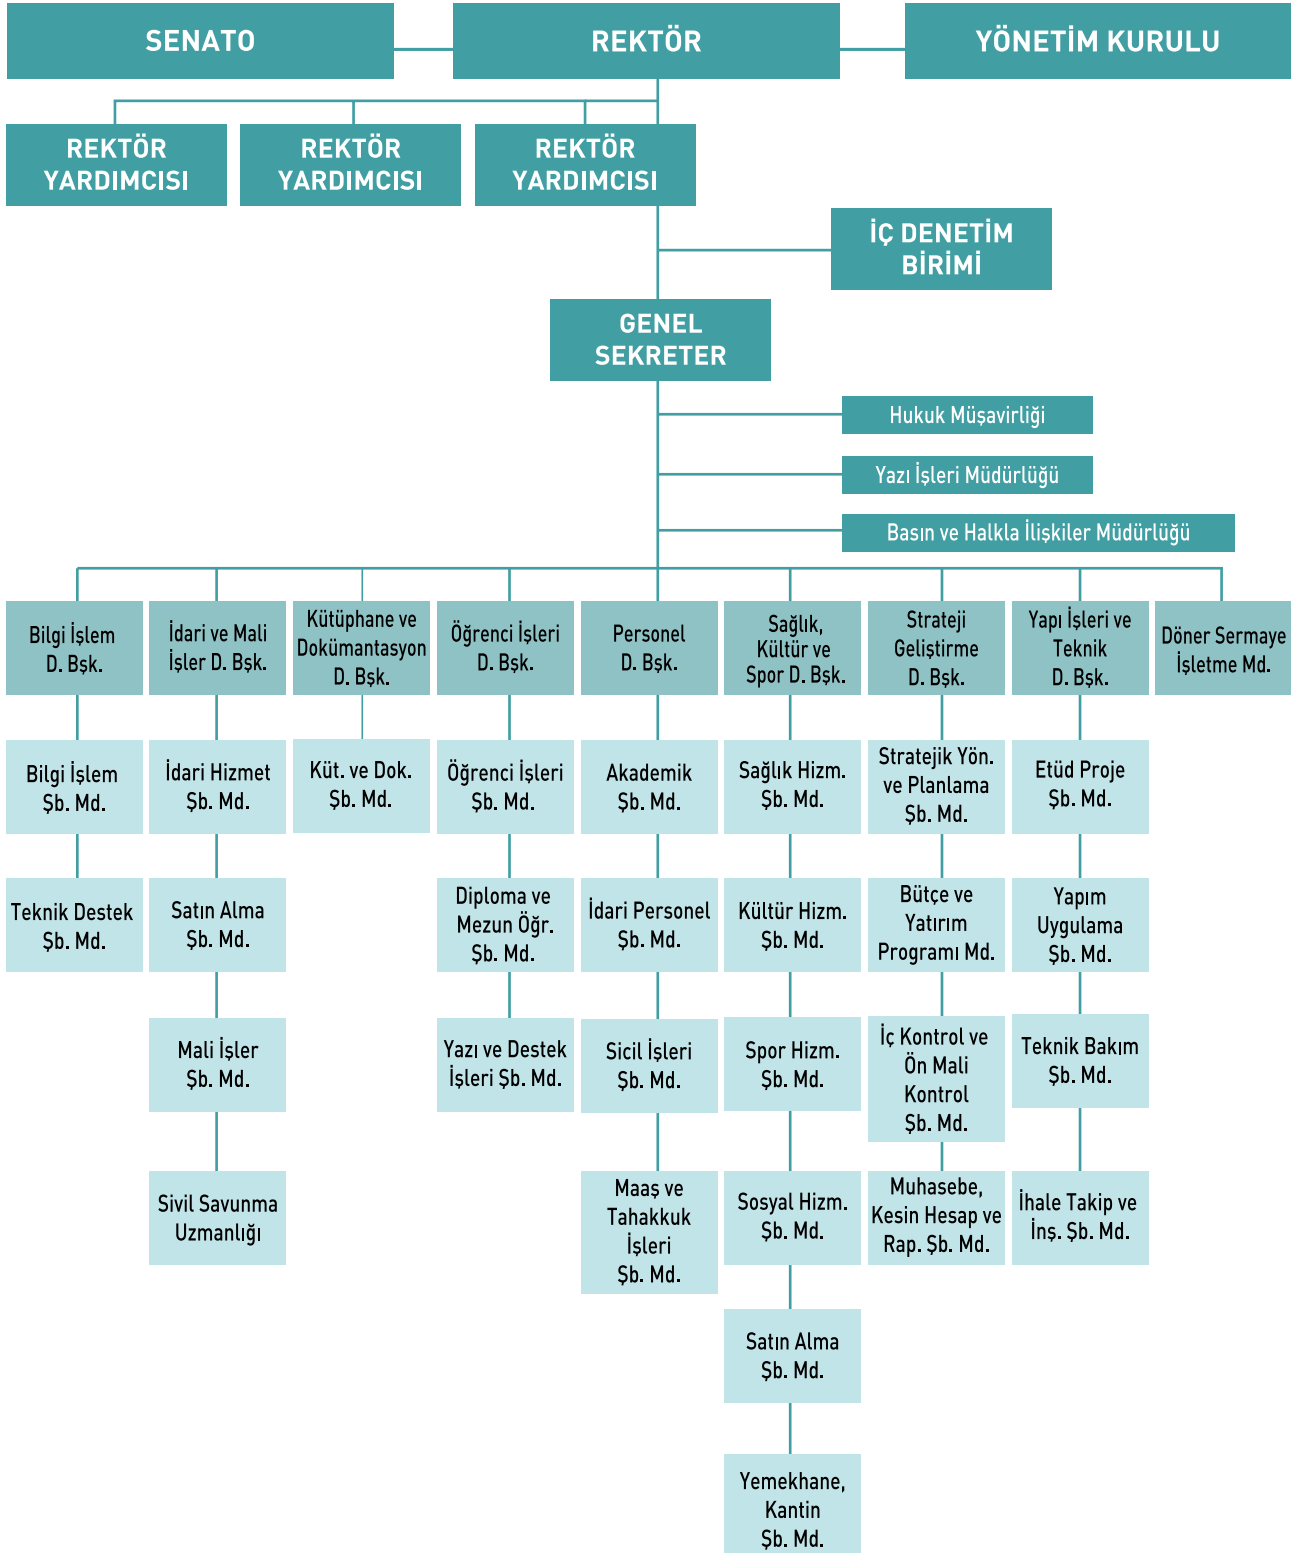 SENATO
REKTÖR
YÖNETİM KURULU
REKTÖR
YARDIMCISI
REKTÖR
YARDIMCISI
REKTÖR
YARDIMCISI
İÇ DENETİM
BİRİMİ
GENEL
SEKRETER
Hukuk Müşavirliği
Yazı İşleri Müdürlüğü
Basın ve Halkla İlişkiler Müdürlüğü
Bilgi İşlem
D. Bşk.
İdari ve Mali
İşler D. Bşk.
Kütüphane ve
Dokümantasyon
D. Bşk.
Öğrenci İşleri
D. Bşk.
Personel
D. Bşk.
Sağlık,
Kültür ve
Spor D. Bşk.
Strateji
Geliştirme
D. Bşk.
Yapı İşleri ve
Teknik
D. Bşk.
Döner Sermaye
İşletme Md.
Bilgi İşlem
Şb. Md.
İdari Hizmet
Şb. Md.
Küt. ve Dok.
Şb. Md.
Öğrenci İşleri
Şb. Md.
Akademik
Şb. Md.
Sağlık Hizm.
Şb. Md.
Stratejik Yön.
ve Planlama
Şb. Md.
Etüd Proje
Şb. Md.
Teknik Destek
Şb. Md.
Satın Alma
Şb. Md.
Diploma ve
Mezun Öğr.
Şb. Md.
İdari Personel
Şb. Md.
Kültür Hizm.
Şb. Md.
Bütçe ve
Yatırım
Programı Md.
Yapım
Uygulama
Şb. Md.
Mali İşler
Şb. Md.
Yazı ve Destek
İşleri Şb. Md.
Sicil İşleri
Şb. Md.
Spor Hizm.
Şb. Md.
İç Kontrol ve
Ön Mali
Kontrol
Şb. Md.
Teknik Bakım
Şb. Md.
Sivil Savunma
Uzmanlığı
Maaş ve
Tahakkuk
İşleri
Şb. Md.
Sosyal Hizm.
Şb. Md.
Muhasebe,
Kesin Hesap ve
Rap. Şb. Md.
İhale Takip ve
İnş. Şb. Md.
Satın Alma
Şb. Md.
Yemekhane,
Kantin
Şb. Md.